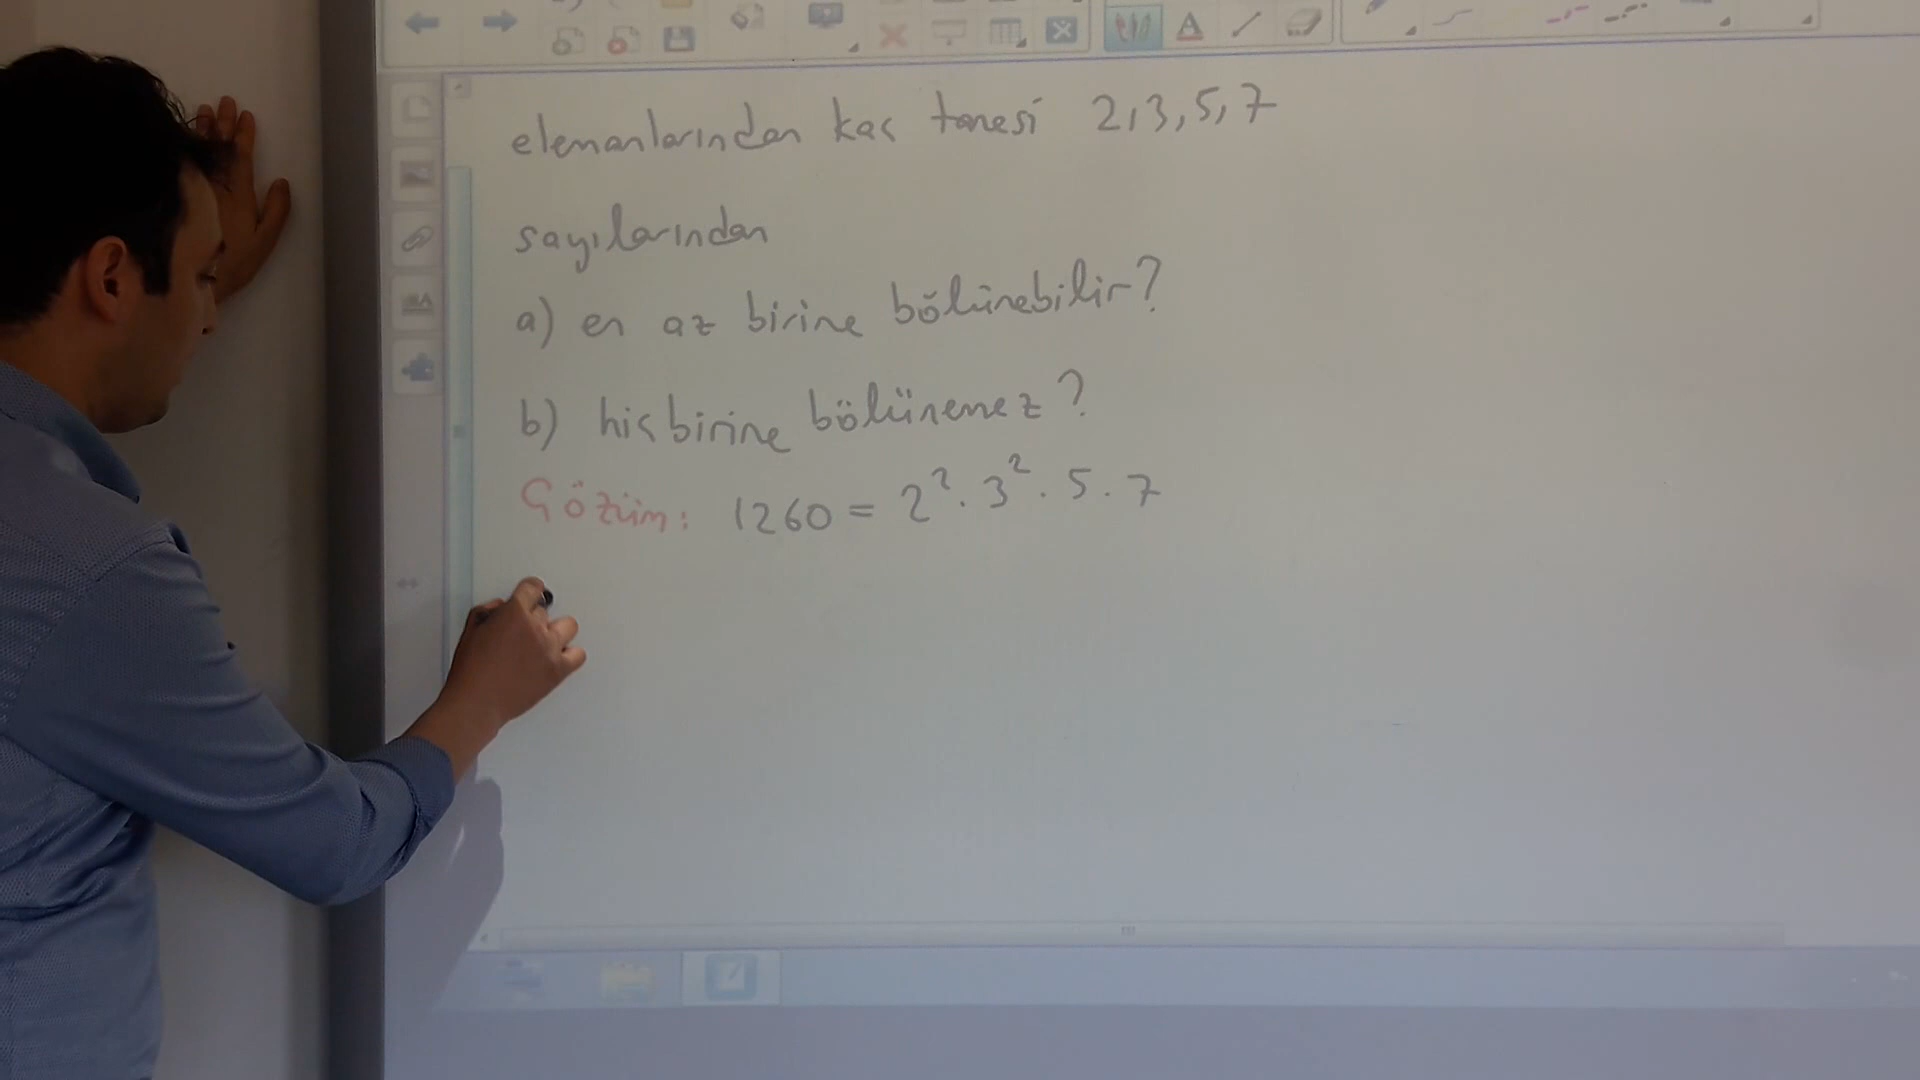 elemanlarından kaç tanesi 2,3,5,7
sayılarından
a) en az birine bölünebilir?
b) hiçbirine bölünemez?
Çözüm: 1260 = 2². 3². 5. 7